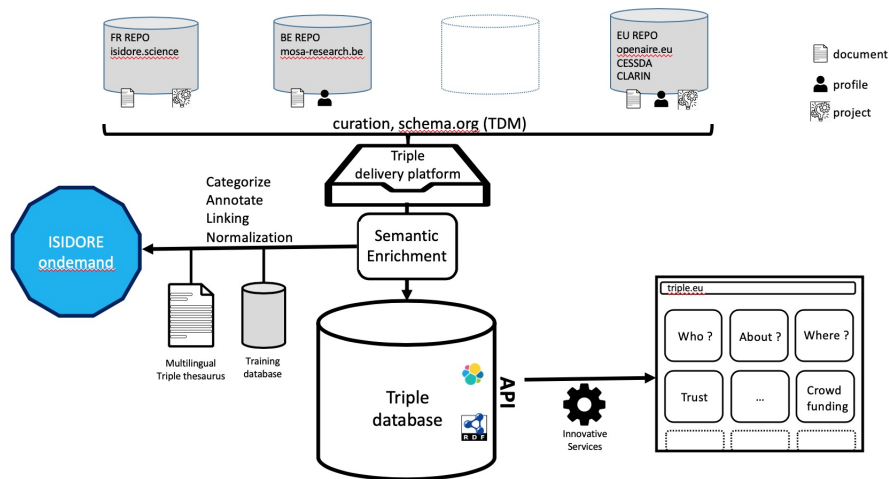 FR REPO
isidore.science
BE REPO
mosa-research.be
EU REPO
openaire.eu
CESSDA
CLARIN
document
profile
project
curation, schema.org (TDM)
Triple
delivery platform
Categorize
Annotate
Linking
Normalization
Semantic
Enrichment
ISIDORE
ondemand
Multilingual
Triple thesaurus
Training
database
Triple
database
RDF
API
Innovative
Services
triple.eu
Who ?
About ?
Where ?
Trust
...
Crowd
funding